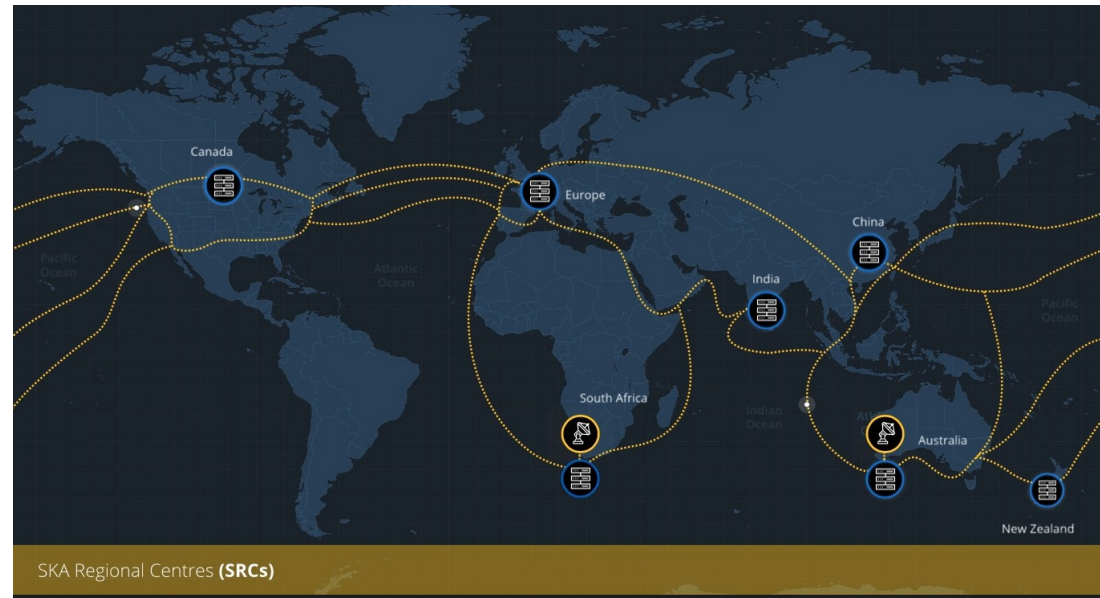 Canada
Europe
China
India
Pacific
Ocean
Atlantic
Ocean
Pacific
Ocean
South Africa
Indian
Ocean
Australia
New Zealand
SKA Regional Centres (SRCs)